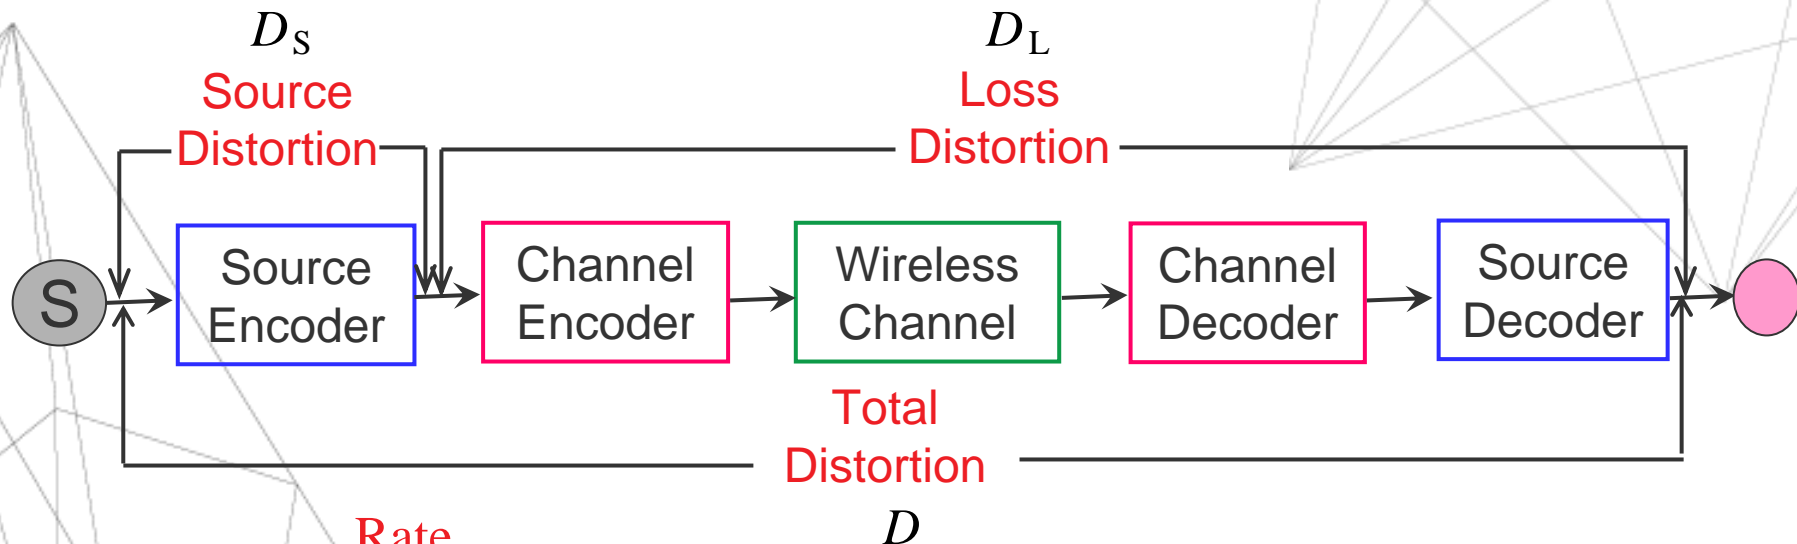 D_S
Source
Distortion
D_L
Loss
Distortion
S
Source
Encoder
Channel
Encoder
Wireless
Channel
Channel
Decoder
Source
Decoder
Total
Distortion
D
Rate